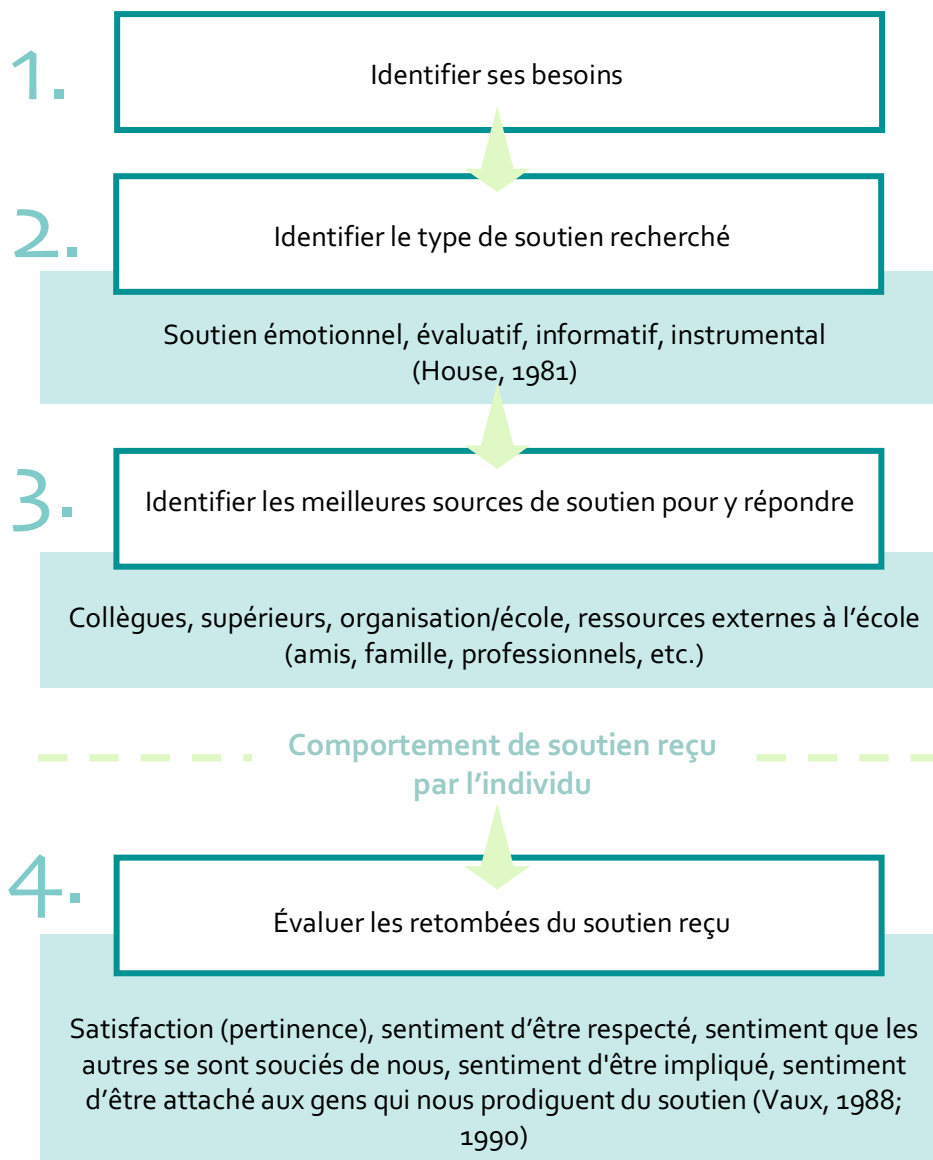 1.
Identifier ses besoins
2.
Identifier le type de soutien recherché
Soutien émotionnel, évaluatif, informatif, instrumental
(House, 1981)
3.
Identifier les meilleures sources de soutien pour y répondre
Collègues, supérieurs, organisation/école, ressources externes à l’école
(amis, famille, professionnels, etc.)
Comportement de soutien reçu
par l’individu
4.
Évaluer les retombées du soutien reçu
Satisfaction (pertinence), sentiment d’être respecté, sentiment que les
autres se sont souciés de nous, sentiment d'être impliqué, sentiment
d’être attaché aux gens qui nous prodiguent du soutien (Vaux, 1988;
1990)